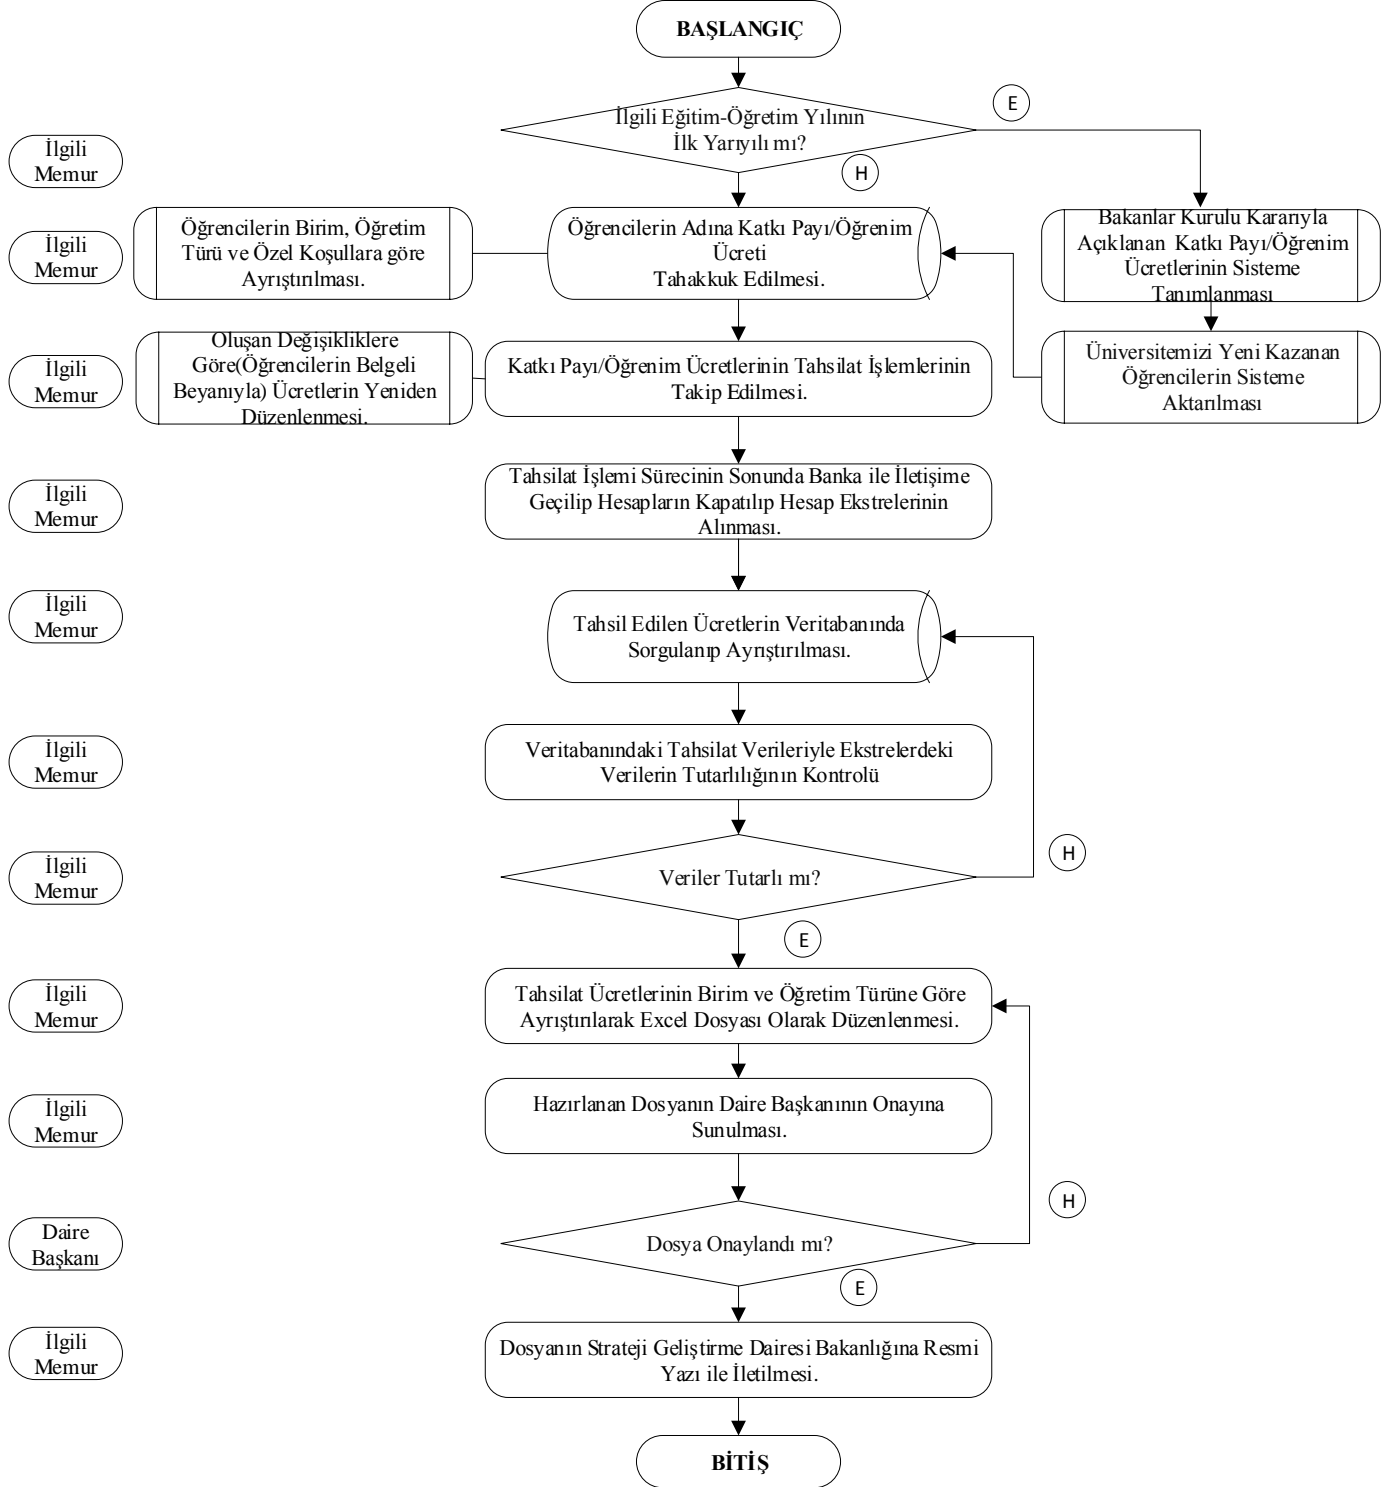 BAŞLANGIÇ
E
İlgili Eğitim-Öğretim Yılının
İlk Yarıyılı mı?
İlgili
Memur
H
İlgili
Memur
Öğrencilerin Birim, Öğretim
Türü ve Özel Koşullara göre
Ayrıştırılması.
Öğrencilerin Adına Katkı Payı/Öğrenim
Ücreti
Tahakkuk Edilmesi.
Bakanlar Kurulu Kararıyla
Açıklanan Katkı Payı/Öğrenim
Ücretlerinin Sisteme
Tanımlanması
İlgili
Memur
Oluşan Değişikliklere
Göre(Öğrencilerin Belgeli
Beyanıyla) Ücretlerin Yeniden
Düzenlenmesi.
Katkı Payı/Öğrenim Ücretlerinin Tahsilat İşlemlerinin
Takip Edilmesi.
Üniversitemizi Yeni Kazanan
Öğrencilerin Sisteme
Aktarılması
İlgili
Memur
Tahsilat İşlemi Sürecinin Sonunda Banka ile İletişime
Geçilip Hesapların Kapatılıp Hesap Ekstrelerinin
Alınması.
İlgili
Memur
Tahsil Edilen Ücretlerin Veritabanında
Sorgulanıp Ayrıştırılması.
İlgili
Memur
Veritabanındaki Tahsilat Verileriyle Ekstrelerdeki
Verilerin Tutarlılığının Kontrolü
İlgili
Memur
Veriler Tutarlı mı?
H
E
İlgili
Memur
Tahsilat Ücretlerinin Birim ve Öğretim Türüne Göre
Ayrıştırılarak Excel Dosyası Olarak Düzenlenmesi.
İlgili
Memur
Hazırlanan Dosyanın Daire Başkanının Onayına
Sunulması.
H
Daire
Başkanı
Dosya Onaylandı mı?
E
İlgili
Memur
Dosyanın Strateji Geliştirme Dairesi Bakanlığına Resmi
Yazı ile İletilmesi.
BİTİŞ